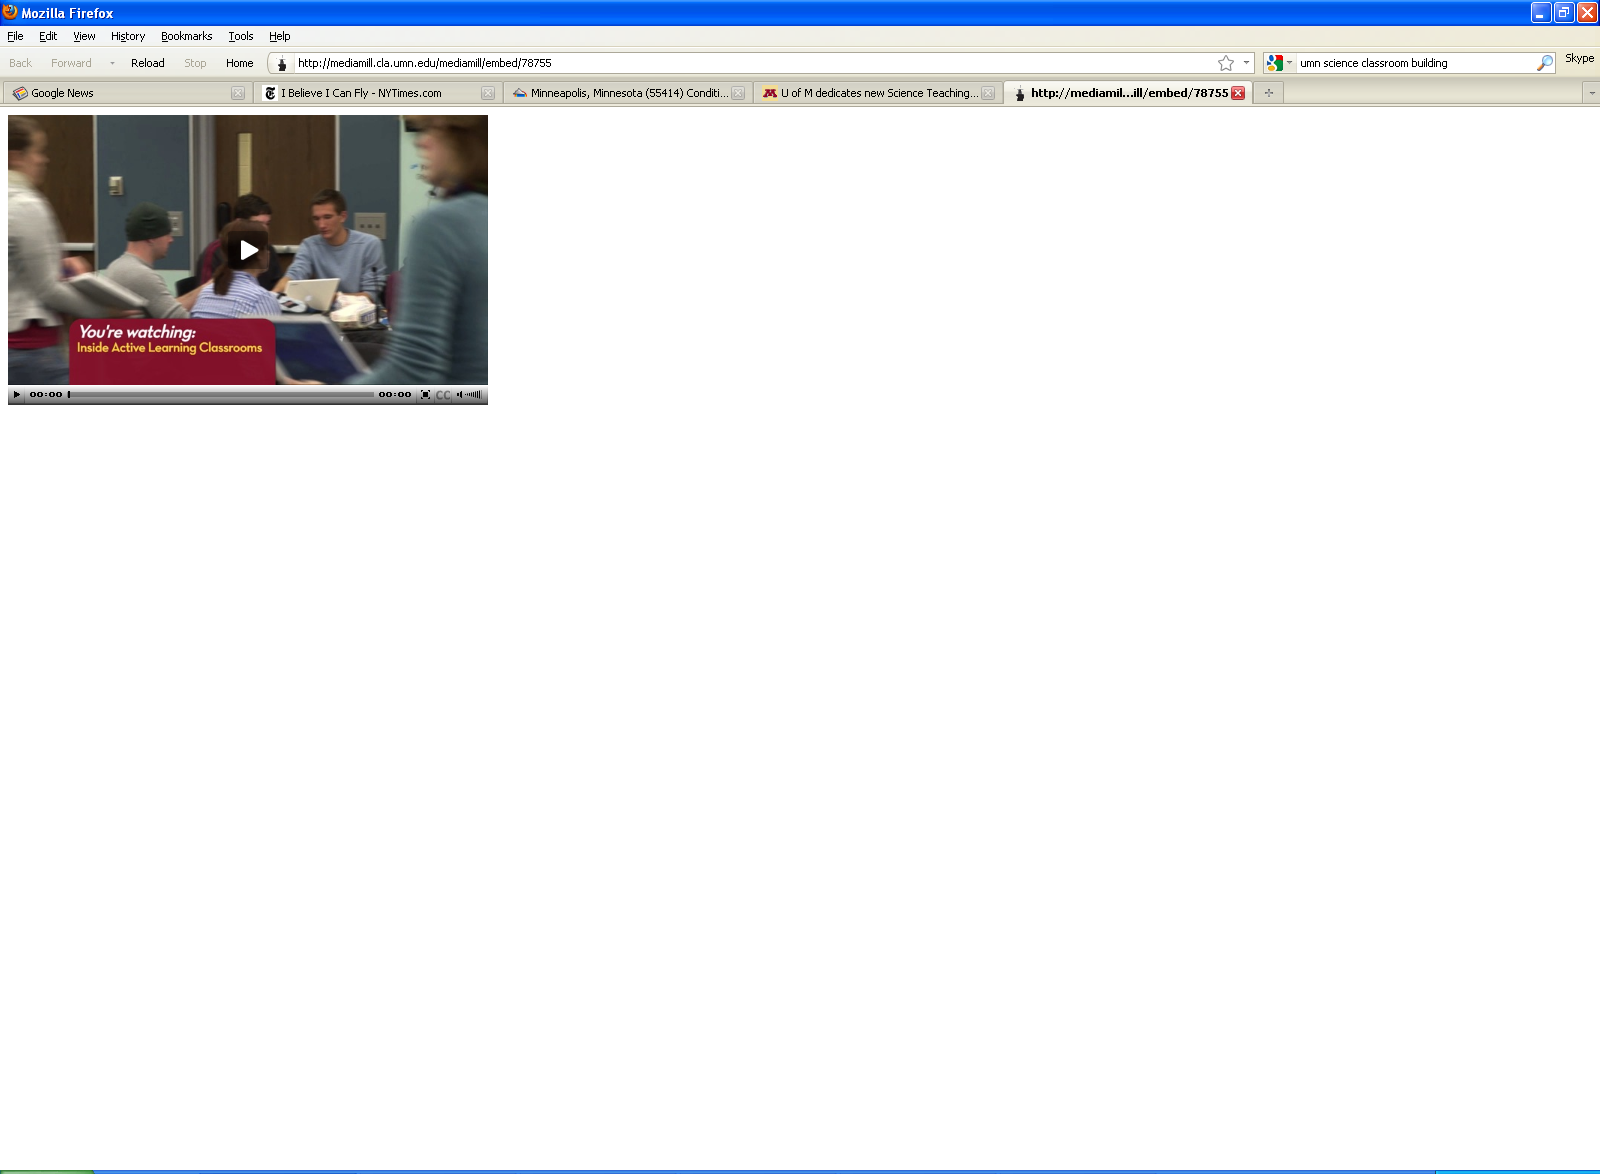 Mozilla Firefox
File Edit View History Bookmarks Tools Help
Back Forward Reload Stop Home http://mediamill.cla.umn.edu/mediamill/embed/78755 umn science classroom building Skype
Google News I Believe I Can Fly - NYTimes.com Minneapolis, Minnesota (55414) Conditi... U of M dedicates new Science Teaching... http://mediamil...ill/embed/78755
You're watching:
Inside Active Learning Classrooms
00:00 00:00 CC